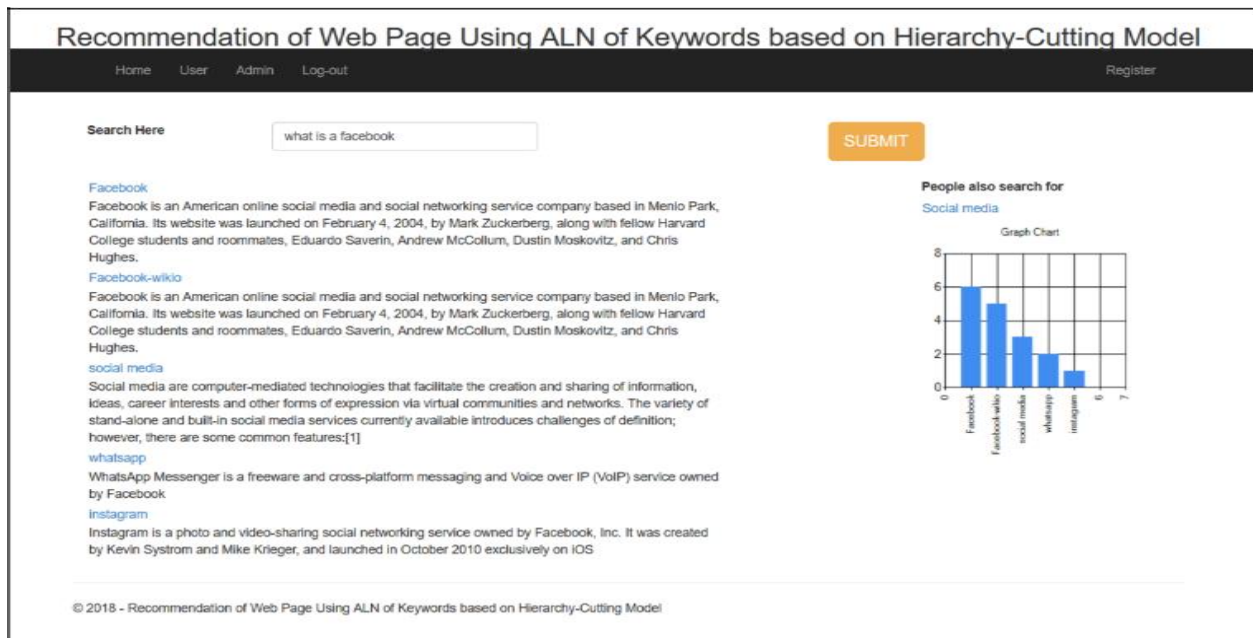 Recommendation of Web Page Using ALN of Keywords based on Hierarchy-Cutting Model
Home User Admin Log-out Register
Search Here what is a facebook SUBMIT
Facebook
Facebook is an American online social media and social networking service company based in Menlo Park,
California. Its website was launched on February 4, 2004, by Mark Zuckerberg, along with fellow Harvard
College students and roommates, Eduardo Saverin, Andrew McCollum, Dustin Moskovitz, and Chris
Hughes.
Facebook-wikio
Facebook is an American online social media and social networking service company based in Menlo Park,
California. Its website was launched on February 4, 2004, by Mark Zuckerberg, along with fellow Harvard
College students and roommates, Eduardo Saverin, Andrew McCollum, Dustin Moskovitz, and Chris
Hughes.
social media
Social media are computer-mediated technologies that facilitate the creation and sharing of information,
ideas, career interests and other forms of expression via virtual communities and networks. The variety of
stand-alone and built-in social media services currently available introduces challenges of definition;
however, there are some common features:[1]
whatsapp
WhatsApp Messenger is a freeware and cross-platform messaging and Voice over IP (VoIP) service owned
by Facebook
instagram
Instagram is a photo and video-sharing social networking service owned by Facebook, Inc. It was created
by Kevin Systrom and Mike Krieger, and launched in October 2010 exclusively on iOS
People also search for
Social media
Graph Chart
8
6
4
2
0
0 Facebook Facebook-wikio social media whatsapp instagram 6 7
© 2018 - Recommendation of Web Page Using ALN of Keywords based on Hierarchy-Cutting Model